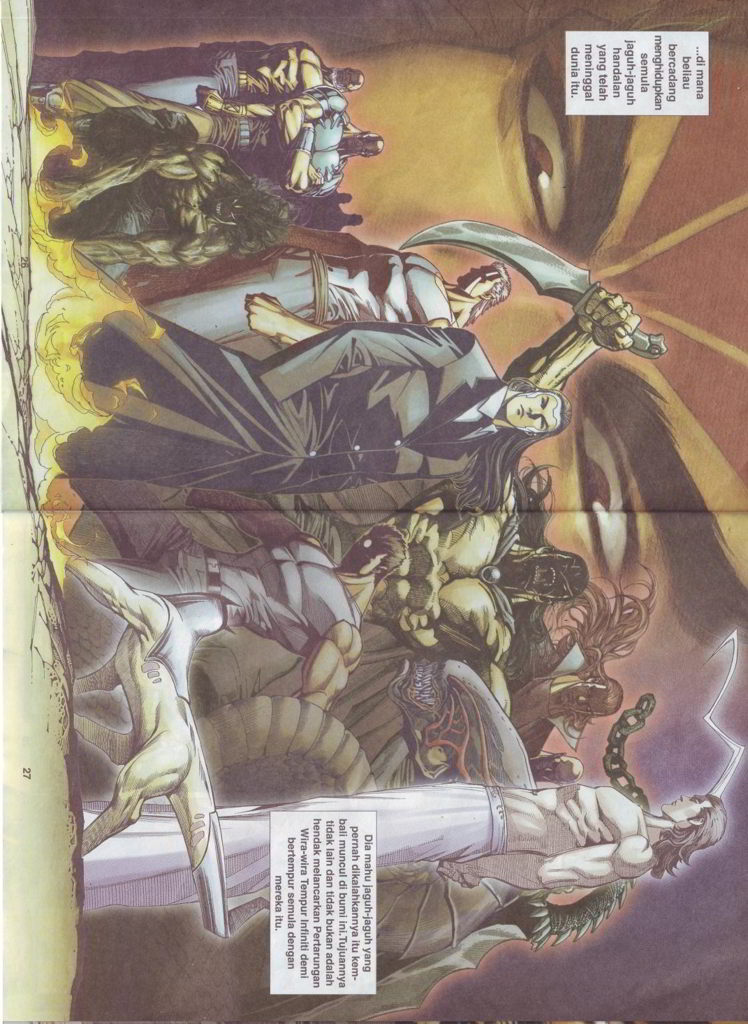 ...di mana
beliau
bercadang
menghidupkan
semula
jaguh-jaguh
handalan
yang telah
meninggal
dunia itu.
Dia mahu jaguh-jaguh yang
pernah dikalahkannya itu kem-
bali muncul di bumi ini.Tujuannya
tidak lain dan tidak bukan adalah
hendak melancarkan Pertarungan
Wira-wira Tempur Infiniti demi
bertempur semula dengan
mereka itu.
26
27